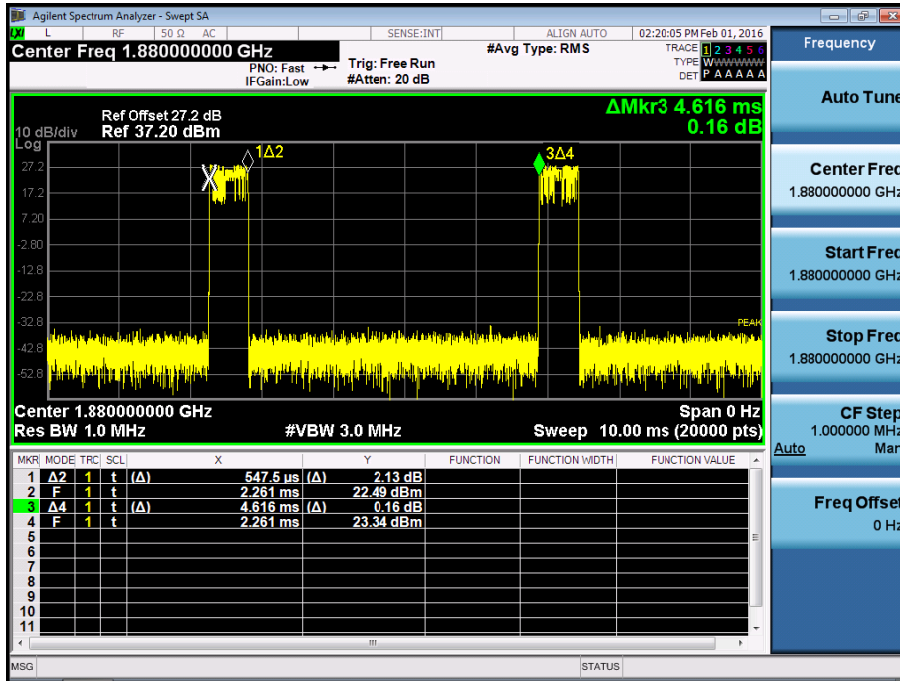 Agilent Spectrum Analyzer - Swept SA
LXI L RF 50 Ω AC SENSE:INT ALIGN AUTO 02:20:05 PM Feb 01, 2016
Center Freq 1.880000000 GHz
#Avg Type: RMS
TRACE 1 2 3 4 5 6
PNO: Fast
Trig: Free Run
TYPE WWWWWW
IFGain:Low
#Atten: 20 dB
DET P A A A A A
Frequency
ΔMkr3 4.616 ms
0.16 dB
Ref Offset 27.2 dB
10 dB/div Ref 37.20 dBm
Log
1Δ2
3Δ4
27.2
17.2
7.20
-2.80
-12.8
-22.8
-32.8
PEAK
-42.8
-52.8
Center 1.880000000 GHz
Span 0 Hz
Res BW 1.0 MHz
#VBW 3.0 MHz
Sweep 10.00 ms (20000 pts)
MKR MODE TRC SCL X Y FUNCTION FUNCTION WIDTH FUNCTION VALUE
1 Δ2 1 t (Δ) 547.5 µs (Δ) 2.13 dB
2 F 1 t 2.261 ms 22.49 dBm
3 Δ4 1 t (Δ) 4.616 ms (Δ) 0.16 dB
4 F 1 t 2.261 ms 23.34 dBm
5
6
7
8
9
10
11
MSG STATUS
Auto Tune
Center Freq
1.880000000 GHz
Start Freq
1.880000000 GHz
Stop Freq
1.880000000 GHz
CF Step
1.000000 MHz
Auto Man
Freq Offset
0 Hz